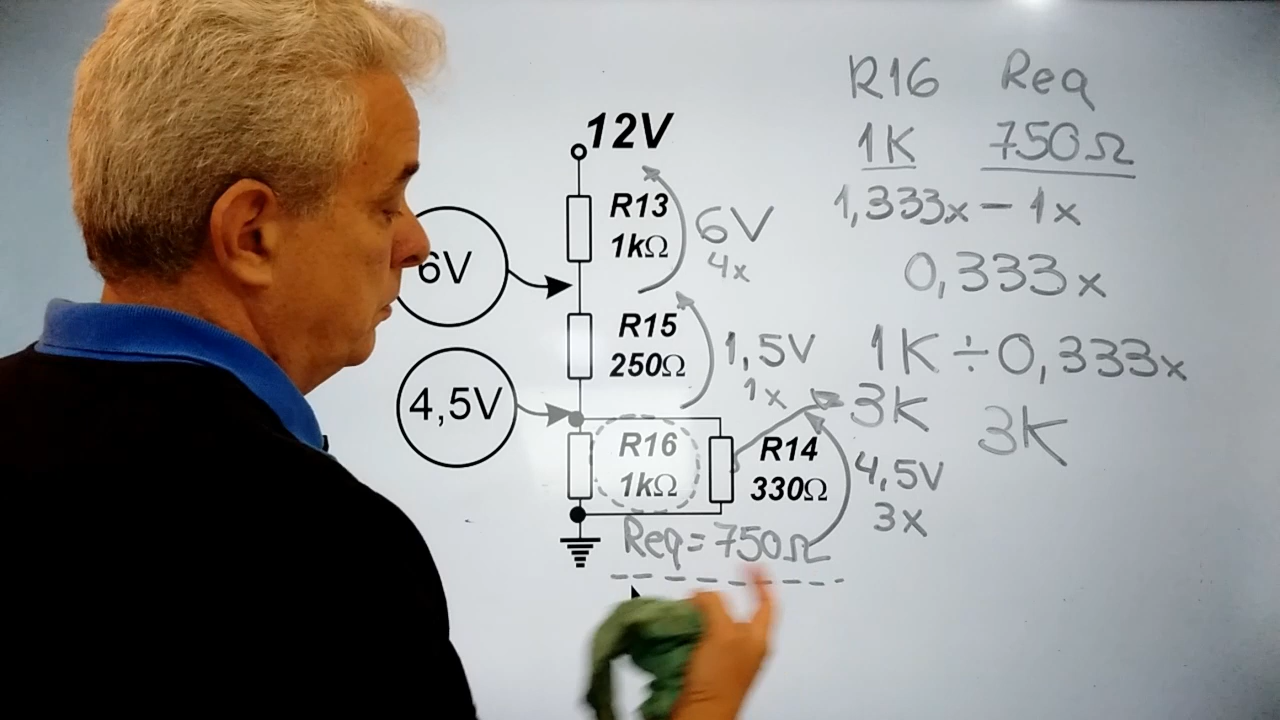 12V
R13
1kΩ
6V
4x
6V
R15
250Ω
1,5V
1x
4,5V
R16
1kΩ
R14
330Ω
3K
4,5V
3x
Req=750Ω
R16 Req
1K 750Ω
1,333x - 1x
0,333x
1K ÷ 0,333x
3K